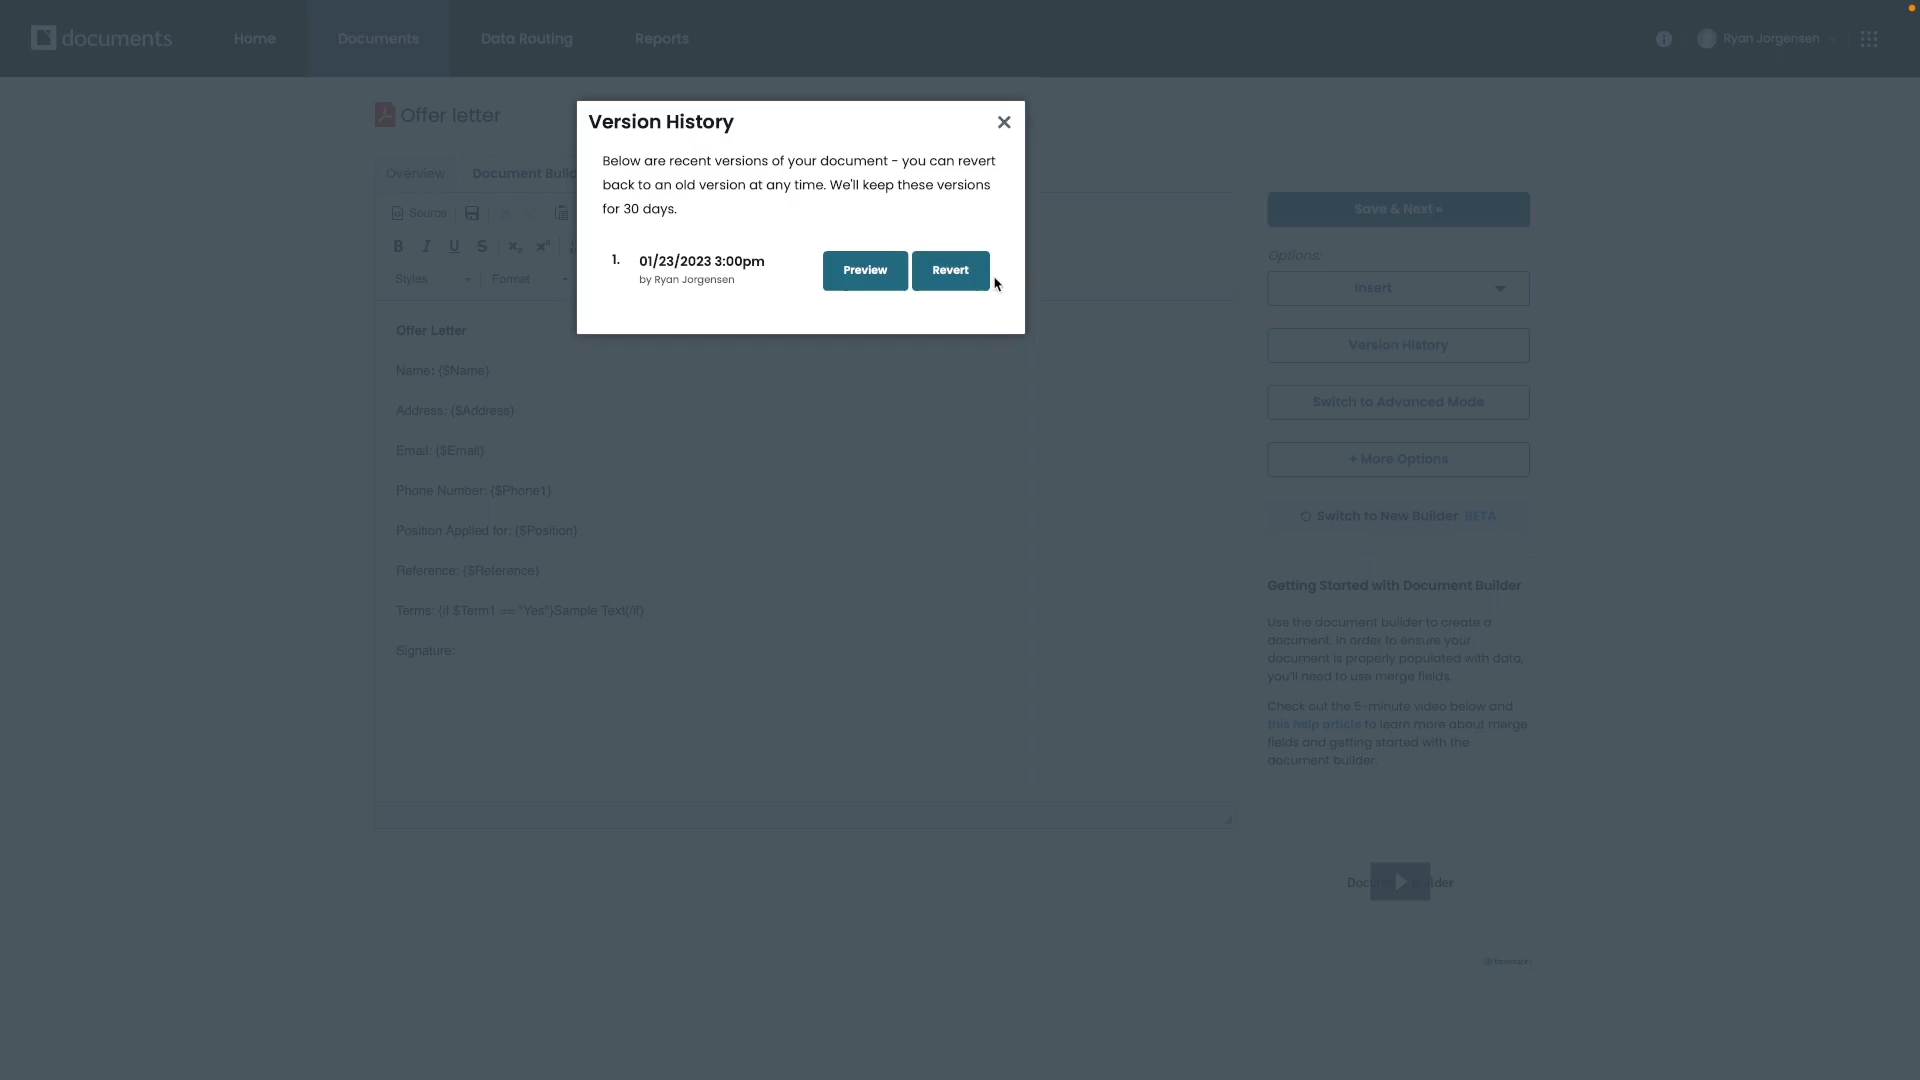 documents
Home
Documents
Data Routing
Reports
Ryan Jorgensen
Offer letter
Version History
Below are recent versions of your document - you can revert
back to an old version at any time. We'll keep these versions
for 30 days.
1.
01/23/2023 3:00pm
by Ryan Jorgensen
Preview
Revert
Overview
Document Build
Source
B I U S
Styles
Format
Offer Letter
Name: {$Name}
Address: {$Address}
Email: {$Email}
Phone Number: {$Phone1}
Position Applied for: {$Position}
Reference: {$Reference}
Terms: {if $Term1 == "Yes"}Sample Text{/if}
Signature:
Save & Next »
Options:
Insert
Version History
Switch to Advanced Mode
+ More Options
Switch to New Builder BETA
Getting Started with Document Builder
Use the document builder to create a
document. In order to ensure your
document is properly populated with data,
you'll need to use merge fields.
Check out the 5-minute video below and
this help article to learn more about merge
fields and getting started with the
document builder.